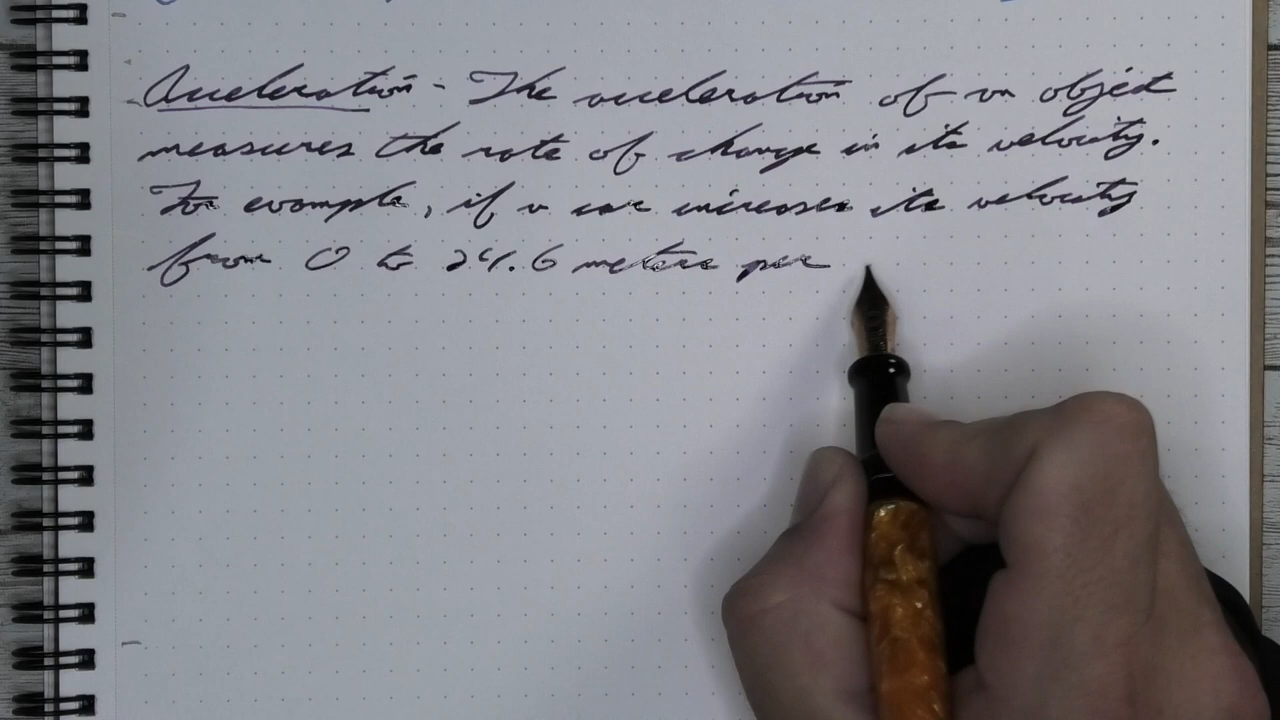 Acceleration - The acceleration of an object
measures the rate of change in its velocity.
For example, if a car increases its velocity
from 0 to 24.6 meters per